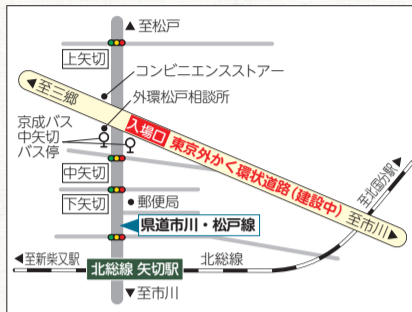 ▲至松戸
上矢切
コンビニエンスストアー
◀至三郷
外環松戸相談所
京成バス
中矢切
バス停
入場口
東京外かく環状道路(建設中)
中矢切
至北国分駅▶
下矢切
郵便局
県道市川・松戸線
至市川▶
◀至新柴又駅
北総線 矢切駅
北総線
▼至市川